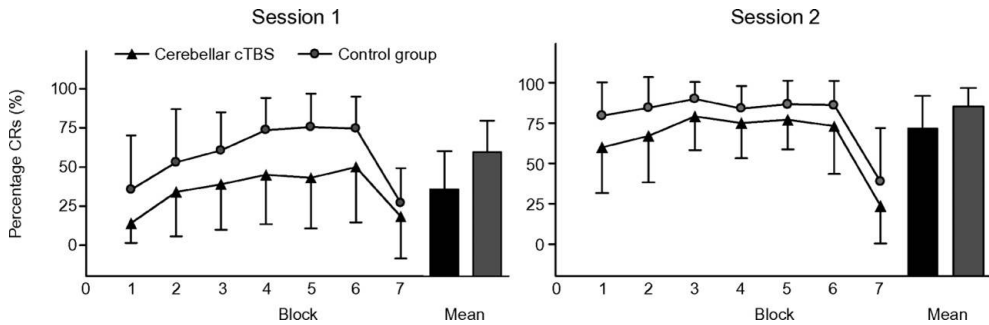 Session 1
Session 2
Cerebellar cTBS
Control group
Percentage CRs (%)
100
75
50
25
0
0 1 2 3 4 5 6 7
Block
Mean
100
75
50
25
0
0 1 2 3 4 5 6 7
Block
Mean